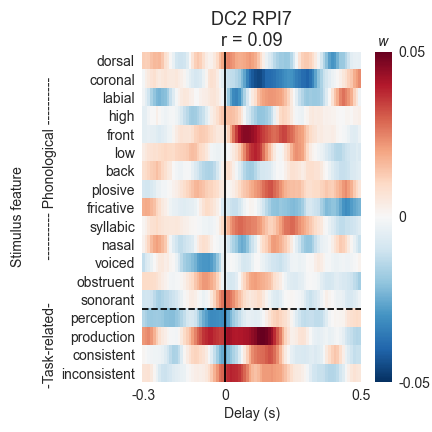 DC2 RPI7
r = 0.09
w
Stimulus feature
---------- Phonological ----------
-Task-related-
dorsal
coronal
labial
high
front
low
back
plosive
fricative
syllabic
nasal
voiced
obstruent
sonorant
perception
production
consistent
inconsistent
-0.3
0
0.5
Delay (s)
0.05
0
-0.05